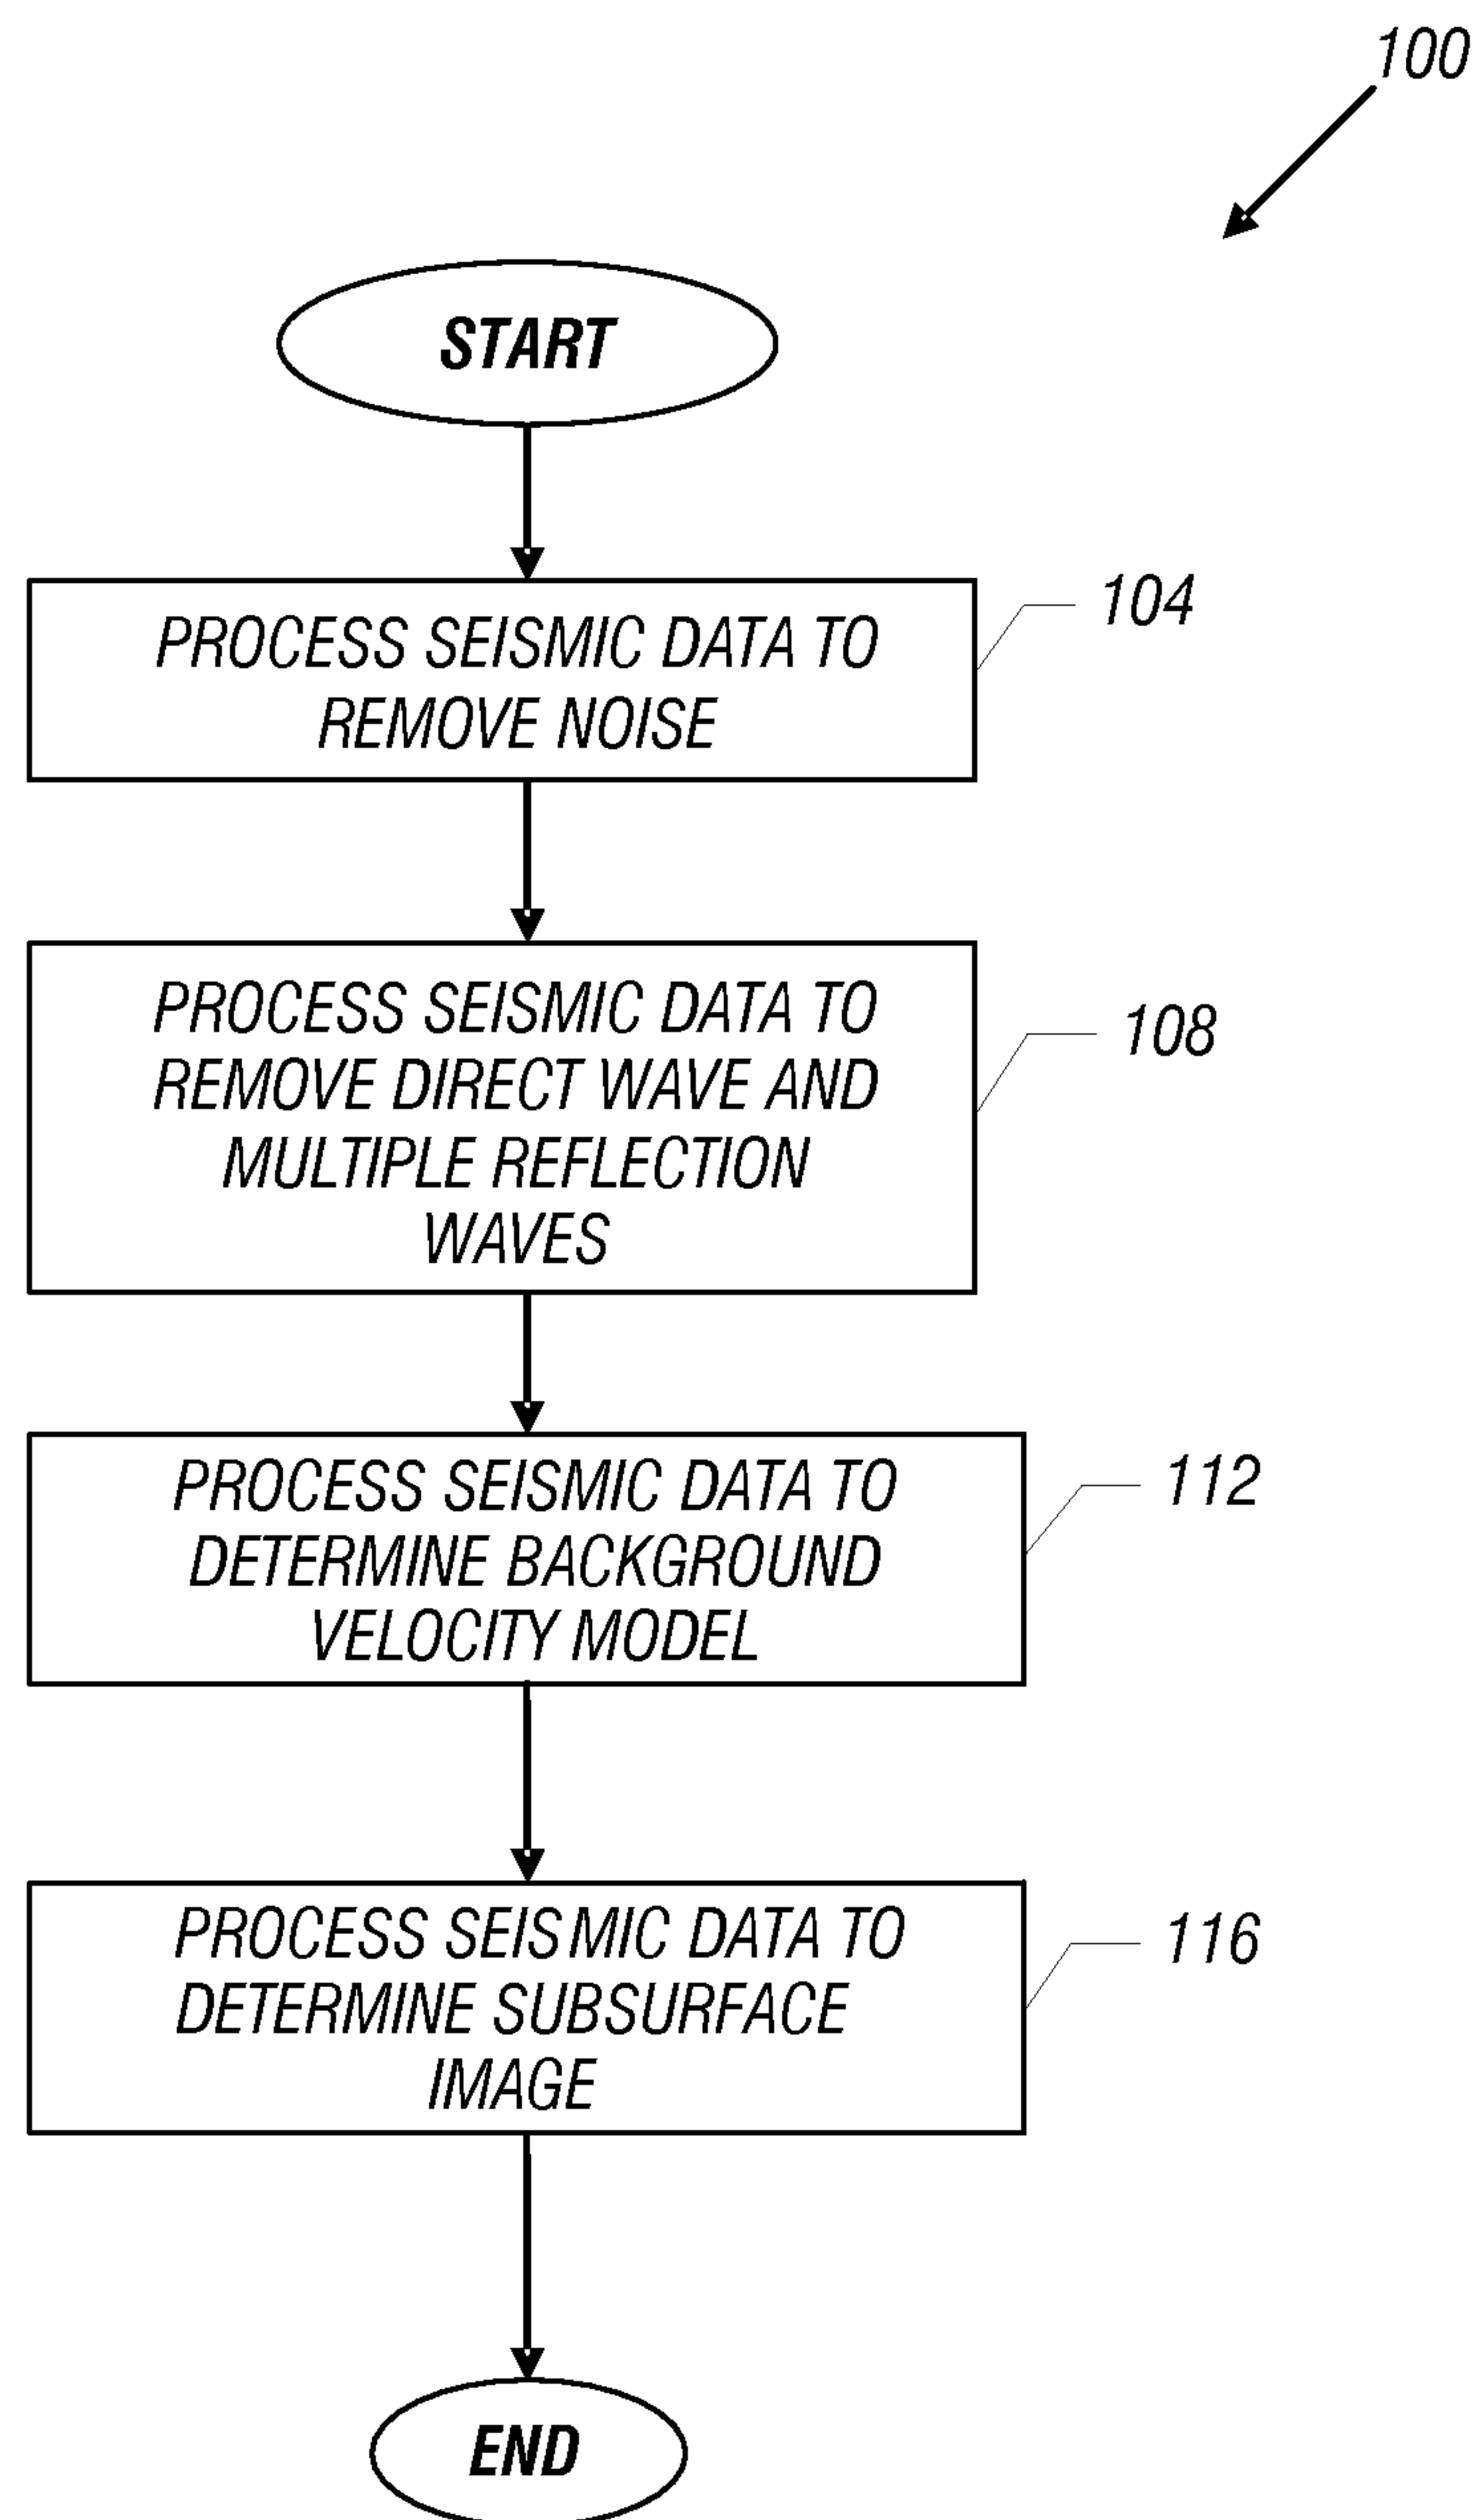 100
START
PROCESS SEISMIC DATA TO
REMOVE NOISE
104
PROCESS SEISMIC DATA TO
REMOVE DIRECT WAVE AND
MULTIPLE REFLECTION
WAVES
108
PROCESS SEISMIC DATA TO
DETERMINE BACKGROUND
VELOCITY MODEL
112
PROCESS SEISMIC DATA TO
DETERMINE SUBSURFACE
IMAGE
116
END